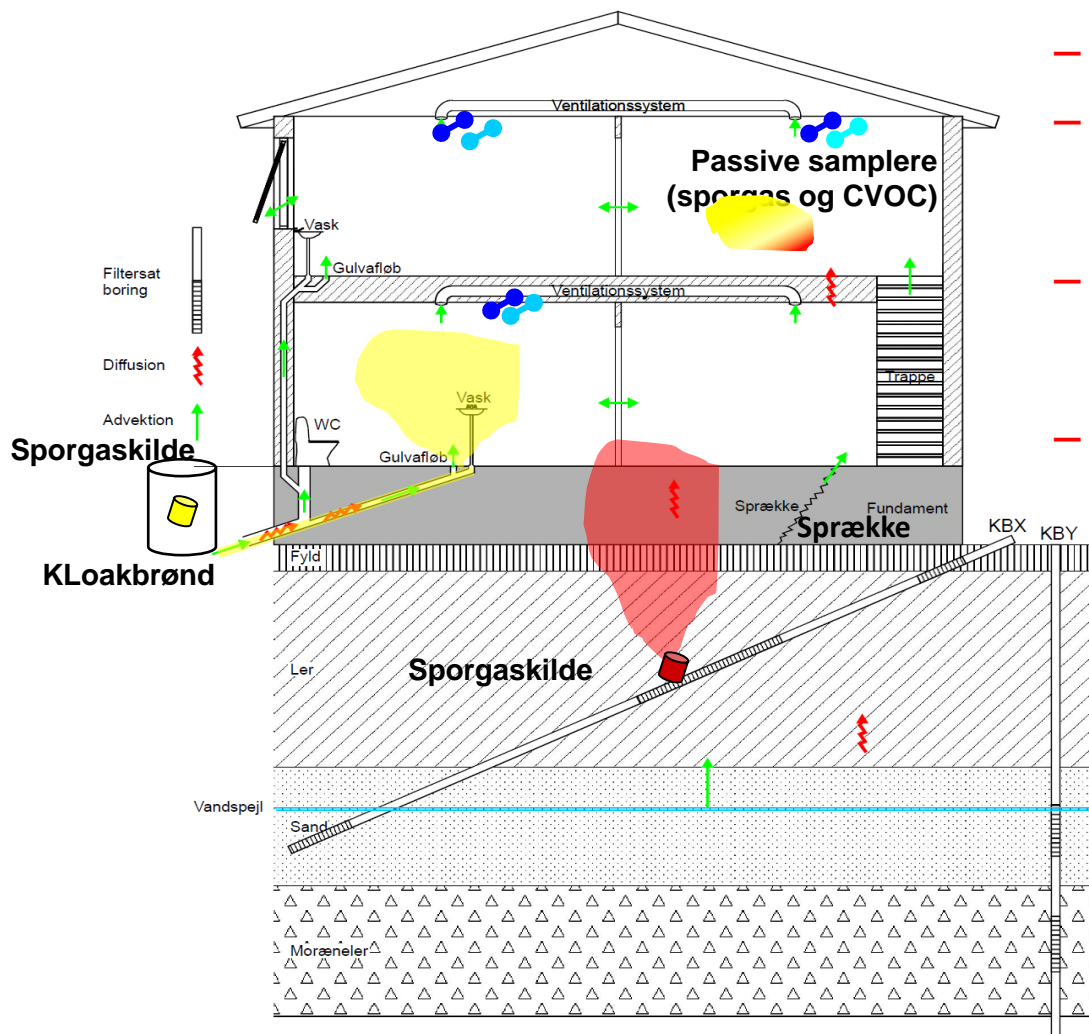 Ventilationssystem
Passive samplere
(sporgas og CVOC)
Vask
Filtersat
boring
Gulvafløb
Ventilationssystem
Diffusion
Trappe
Vask
Advektion
WC
Sporgaskilde
Gulvafløb
Sprække
Fundament
Sprække
KBX
KBY
Fyld
KLoakbrønd
Ler
Sporgaskilde
Vandspejl
Sand
Moræneler